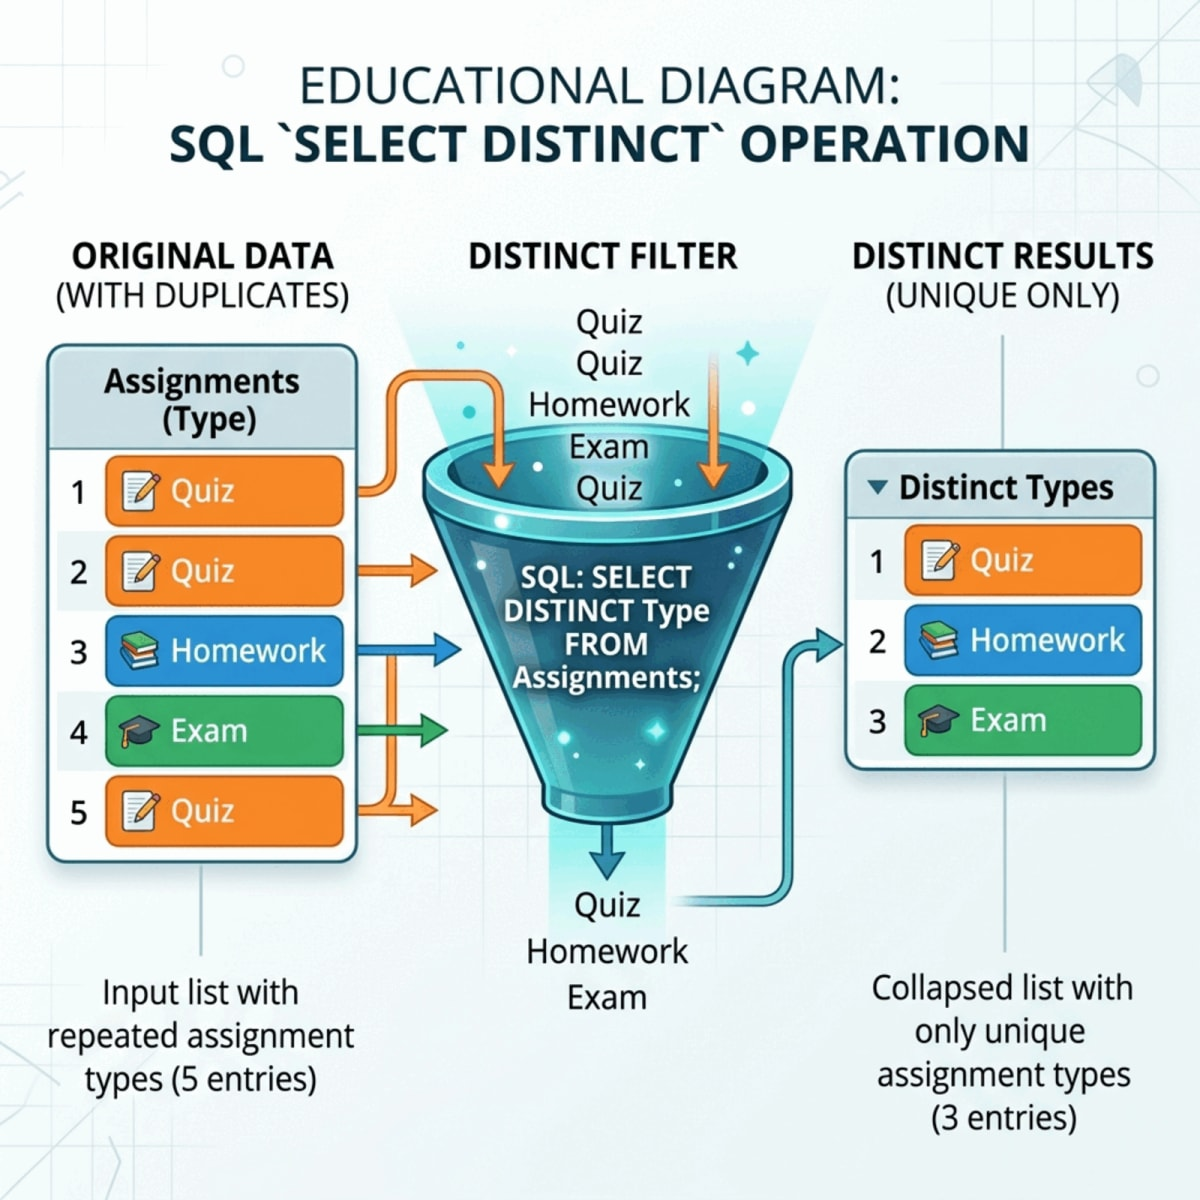 EDUCATIONAL DIAGRAM:
SQL `SELECT DISTINCT` OPERATION
ORIGINAL DATA
(WITH DUPLICATES)
Assignments
(Type)
1 Quiz
2 Quiz
3 Homework
4 Exam
5 Quiz
Input list with
repeated assignment
types (5 entries)
DISTINCT FILTER
Quiz
Quiz
Homework
Exam
Quiz
SQL: SELECT
DISTINCT Type
FROM
Assignments;
Quiz
Homework
Exam
DISTINCT RESULTS
(UNIQUE ONLY)
Distinct Types
1 Quiz
2 Homework
3 Exam
Collapsed list with
only unique
assignment types
(3 entries)